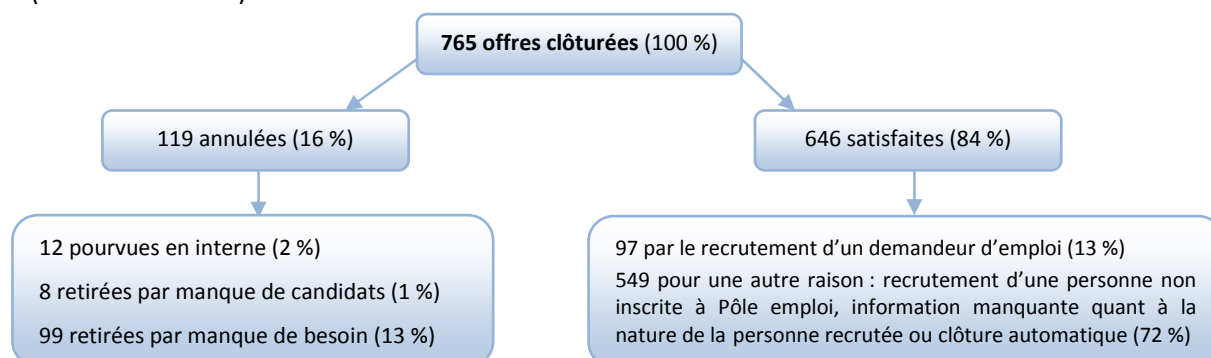 765 offres clôturées (100 %)
119 annulées (16 %)
646 satisfaites (84 %)
12 pourvues en interne (2 %)
8 retirées par manque de candidats (1 %)
99 retirées par manque de besoin (13 %)
97 par le recrutement d’un demandeur d’emploi (13 %)
549 pour une autre raison : recrutement d’une personne non
inscrite à Pôle emploi, information manquante quant à la
nature de la personne recrutée ou clôture automatique (72 %)